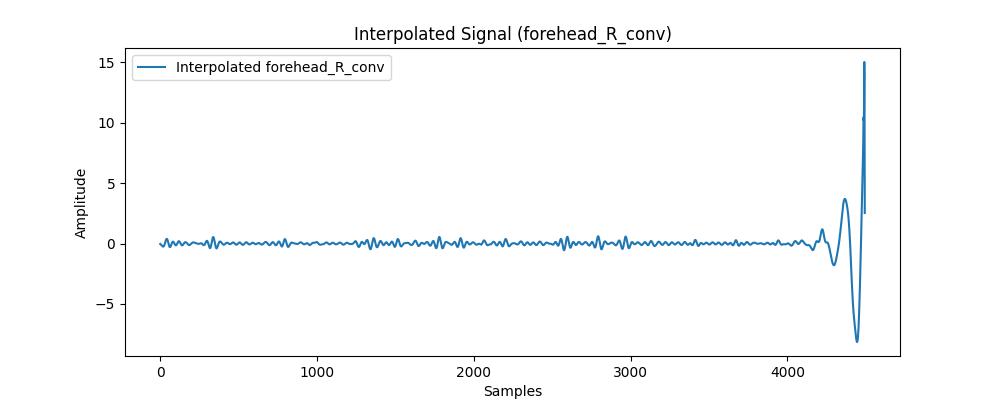 Interpolated Signal (forehead_R_conv)
Interpolated forehead_R_conv
15
10
5
0
−5
Amplitude
0 1000 2000 3000 4000
Samples